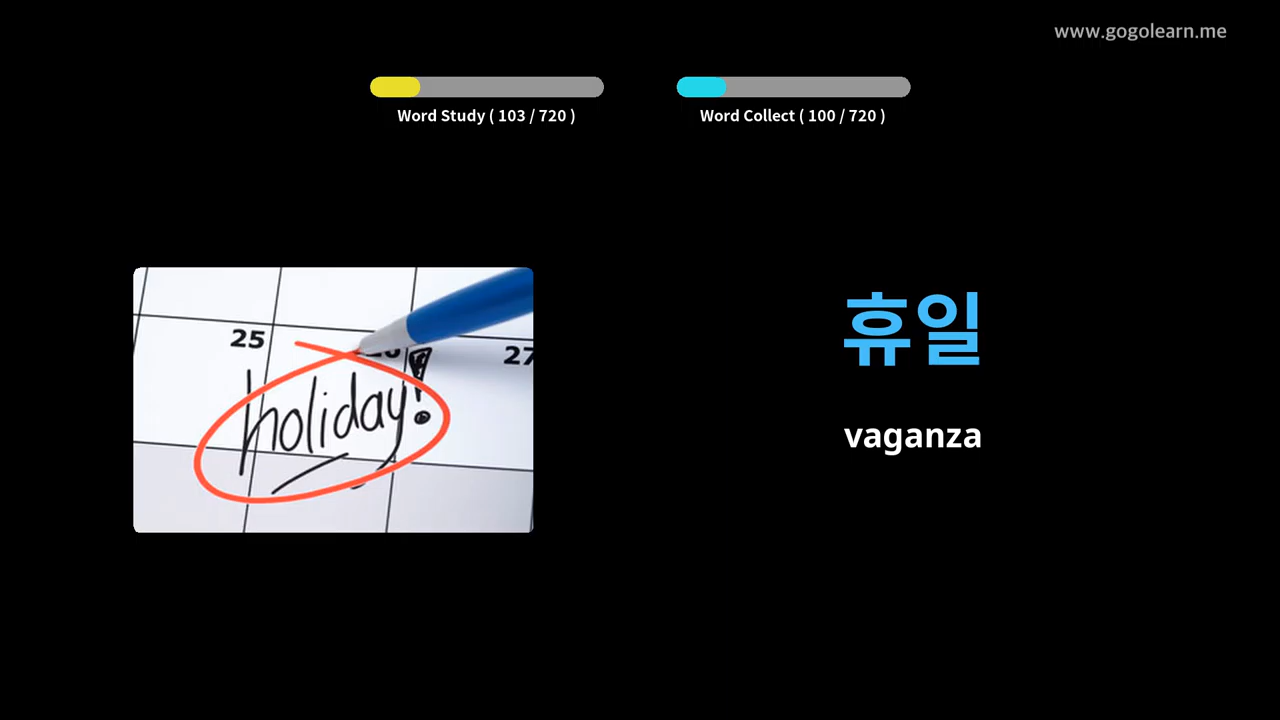 www.gogolearn.me
Word Study ( 103 / 720 )
Word Collect ( 100 / 720 )
25
27
holiday!
휴일
vaganza